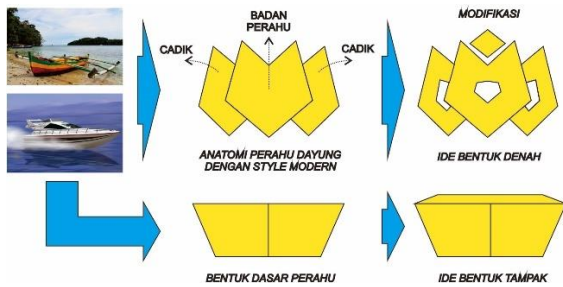 BADAN
PERAHU
CADIK
CADIK
ANATOMI PERAHU DAYUNG
DENGAN STYLE MODERN
MODIFIKASI
IDE BENTUK DENAH
BENTUK DASAR PERAHU
IDE BENTUK TAMPAK